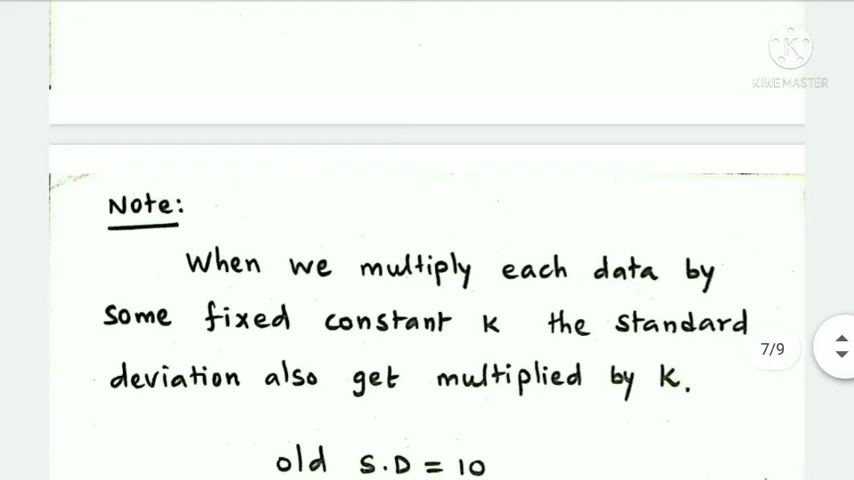 K
KINEMASTER
Note:
When we multiply each data by
some fixed constant K the standard
7/9
deviation also get multiplied by K.
old S.D = 10